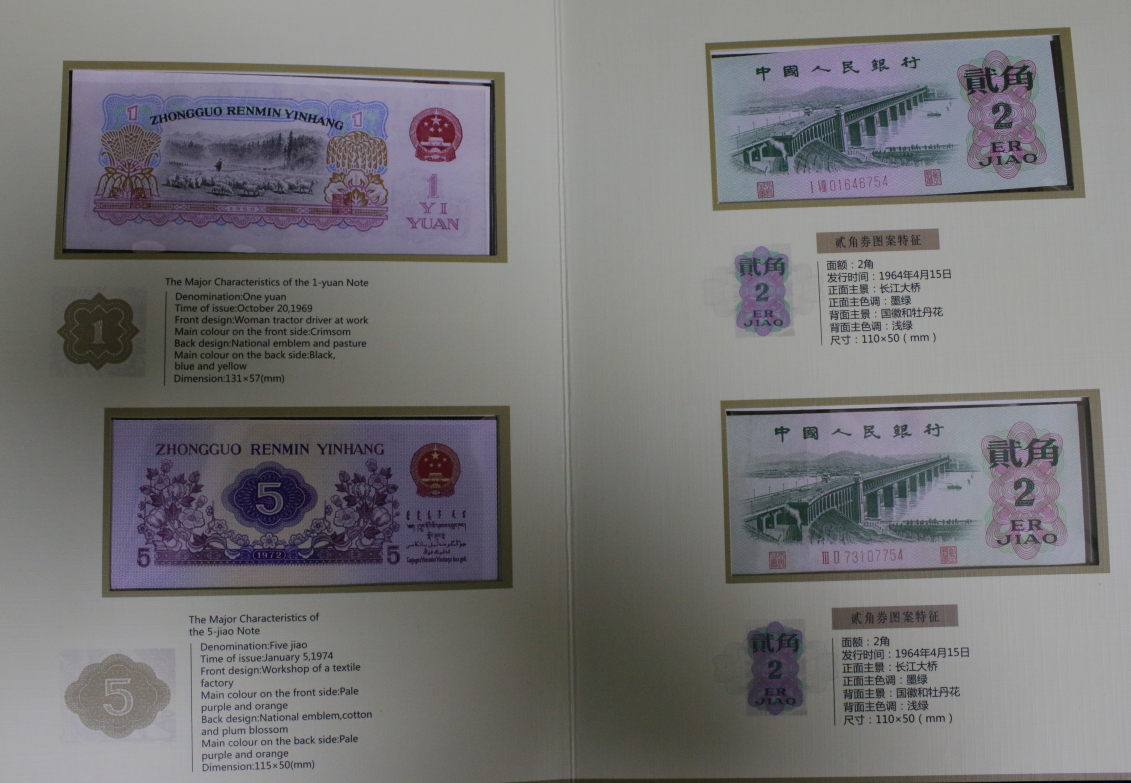 1
ZHONGGUO RENMIN YINHANG
1
1
YI
YUAN
The Major Characteristics of the 1-yuan Note
1
Denomination:One yuan
Time of issue:October 20,1969
Front design:Woman tractor driver at work
Main colour on the front side:Crimsom
Back design:National emblem and pasture
Main colour on the back side:Black,
blue and yellow
Dimension:131×57(mm)
ZHONGGUO RENMIN YINHANG
5
5
1972
5
The Major Characteristics of
the 5-jiao Note
5
Denomination:Five jiao
Time of issue:January 5,1974
Front design:Workshop of a textile
factory
Main colour on the front side:Pale
purple and orange
Back design:National emblem,cotton
and plum blossom
Main colour on the back side:Pale
purple and orange
Dimension:115×50(mm)
中國人民銀行
貳角
2
ER
JIAO
I VIII 01646754
贰角券图案特征
貳角
2
ER
JIAO
面额：2角
发行时间：1964年4月15日
正面主景：长江大桥
正面主色调：墨绿
背面主景：国徽和牡丹花
背面主色调：浅绿
尺寸：110×50（mm）
中國人民銀行
貳角
2
ER
JIAO
73107754
贰角券图案特征
貳角
2
ER
JIAO
面额：2角
发行时间：1964年4月15日
正面主景：长江大桥
正面主色调：墨绿
背面主景：国徽和牡丹花
背面主色调：浅绿
尺寸：110×50（mm）